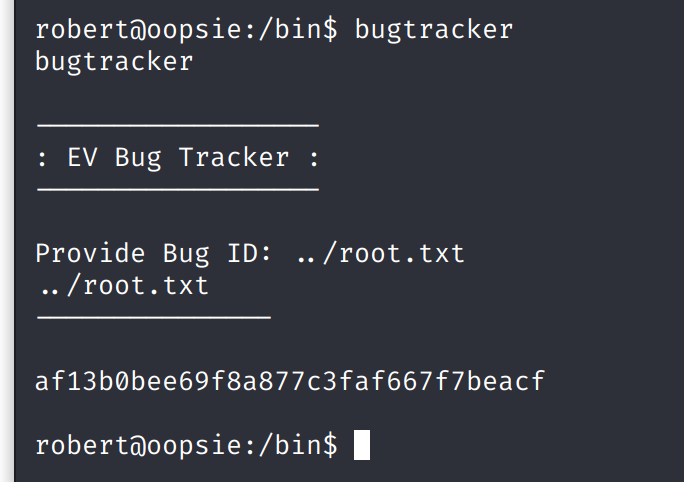 robert@oopsie:/bin$ bugtracker
bugtracker
------------------
: EV Bug Tracker :
------------------
Provide Bug ID: ../root.txt
../root.txt
---------------
af13b0bee69f8a877c3faf667f7beacf
robert@oopsie:/bin$